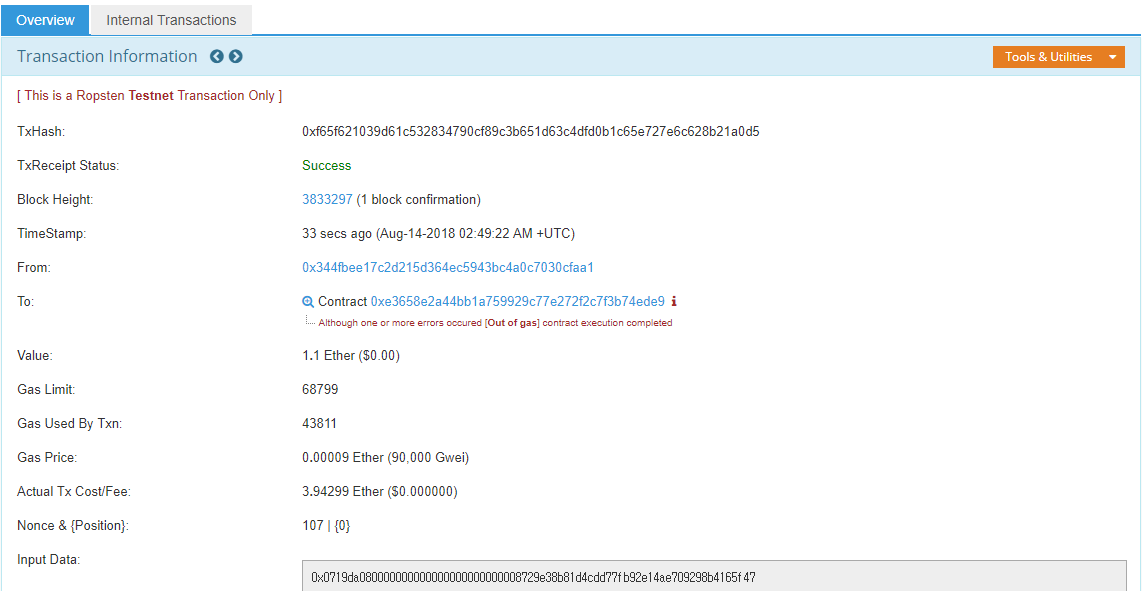 Overview Internal Transactions
Transaction Information Tools & Utilities
[ This is a Ropsten Testnet Transaction Only ]
TxHash: 0xf65f621039d61c532834790cf89c3b651d63c4dfd0b1c65e727e6c628b21a0d5
TxReceipt Status: Success
Block Height: 3833297 (1 block confirmation)
TimeStamp: 33 secs ago (Aug-14-2018 02:49:22 AM +UTC)
From: 0x344fbee17c2d215d364ec5943bc4a0c7030cfaa1
To: Contract 0xe3658e2a44bb1a759929c77e272f2c7f3b74ede9
Although one or more errors occured [Out of gas] contract execution completed
Value: 1.1 Ether ($0.00)
Gas Limit: 68799
Gas Used By Txn: 43811
Gas Price: 0.00009 Ether (90,000 Gwei)
Actual Tx Cost/Fee: 3.94299 Ether ($0.000000)
Nonce & {Position}: 107 | {0}
Input Data:
0x0719da080000000000000000000000008729e38b81d4cdd77fb92e14ae709298b4165f47